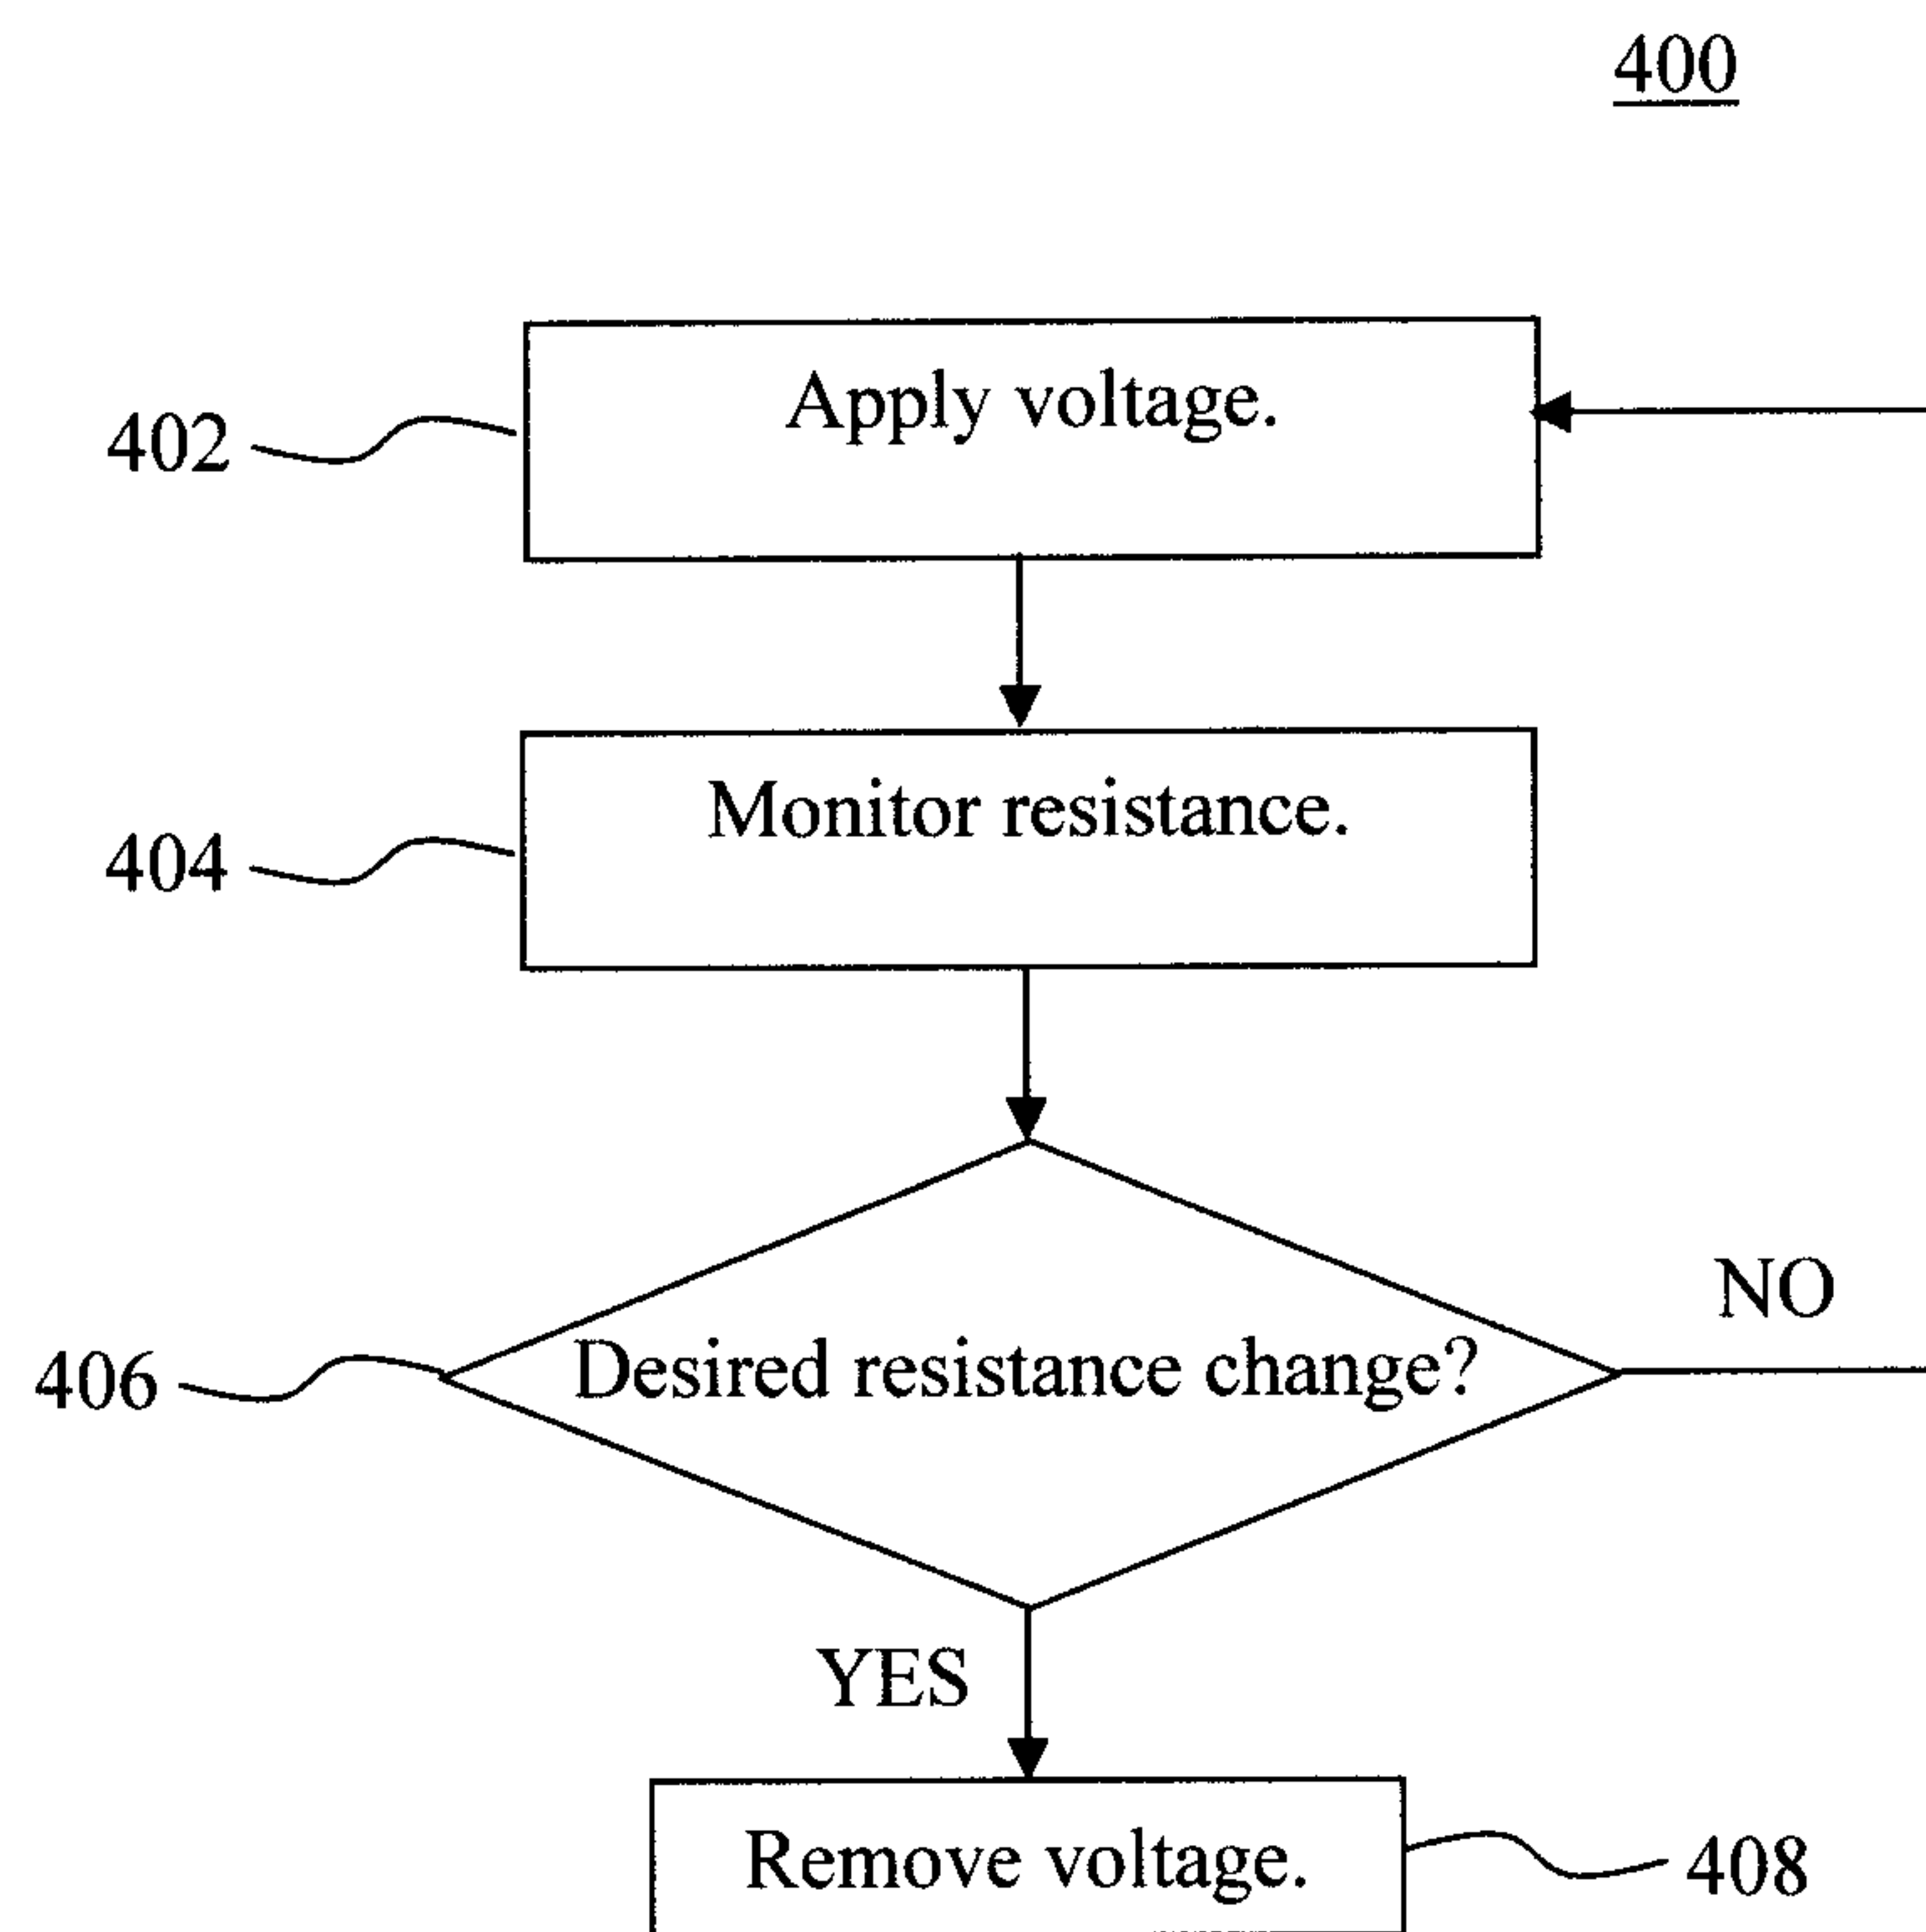 400
Apply voltage.
402
Monitor resistance.
404
NO
Desired resistance change?
406
YES
Remove voltage.
408